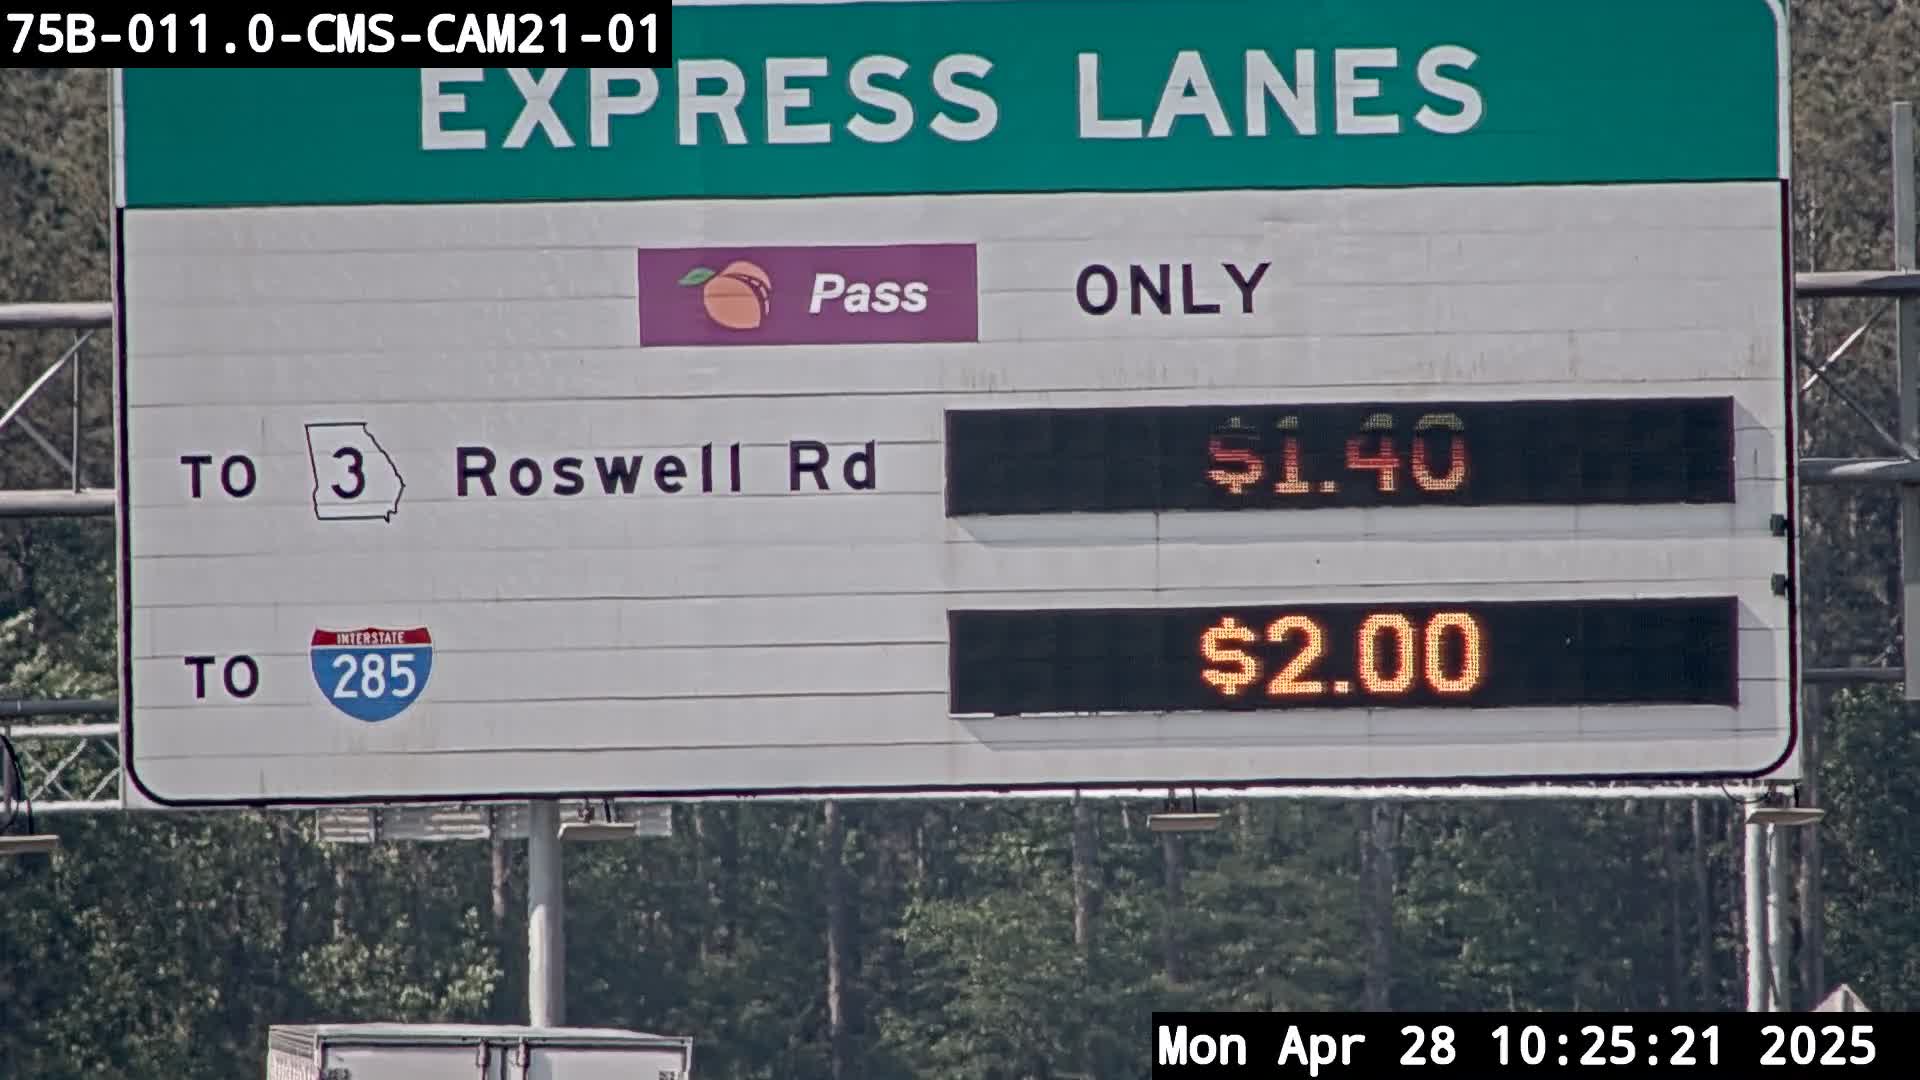 75B-011.0-CMS-CAM21-01
EXPRESS LANES
Pass ONLY
TO 3 Roswell Rd $1.40
INTERSTATE
TO 285 $2.00
Mon Apr 28 10:25:21 2025